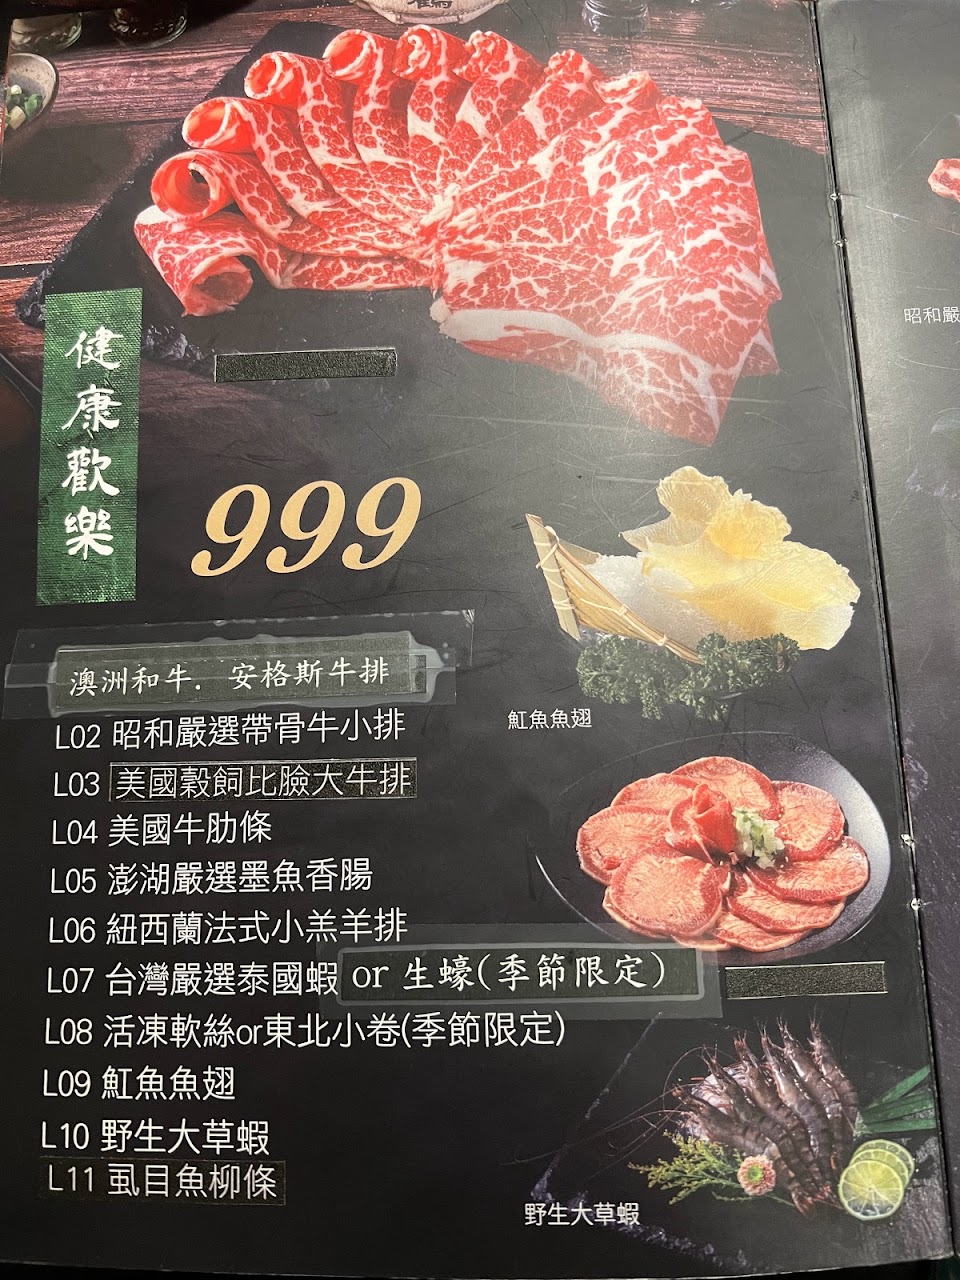 健康歡樂
999
澳洲和牛. 安格斯牛排
L02 昭和嚴選帶骨牛小排
L03 美國穀飼比臉大牛排
L04 美國牛肋條
L05 澎湖嚴選墨魚香腸
L06 紐西蘭法式小羔羊排
L07 台灣嚴選泰國蝦 or 生蠔(季節限定)
L08 活凍軟絲or東北小卷(季節限定)
L09 魟魚魚翅
L10 野生大草蝦
L11 虱目魚柳條
魟魚魚翅
野生大草蝦
昭和嚴